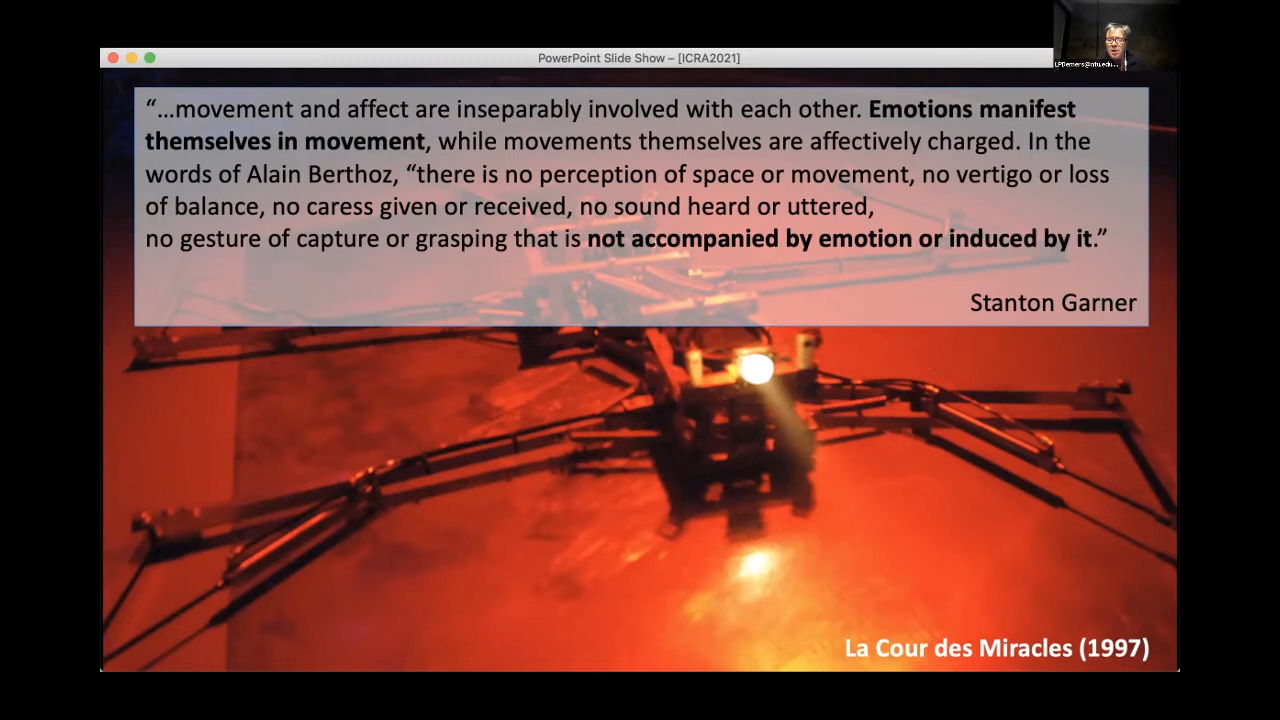 PowerPoint Slide Show – [ICRA2021]
LPDemers@ntu.edu...
“...movement and affect are inseparably involved with each other. Emotions manifest
themselves in movement, while movements themselves are affectively charged. In the
words of Alain Berthoz, “there is no perception of space or movement, no vertigo or loss
of balance, no caress given or received, no sound heard or uttered,
no gesture of capture or grasping that is not accompanied by emotion or induced by it.”
Stanton Garner
La Cour des Miracles (1997)